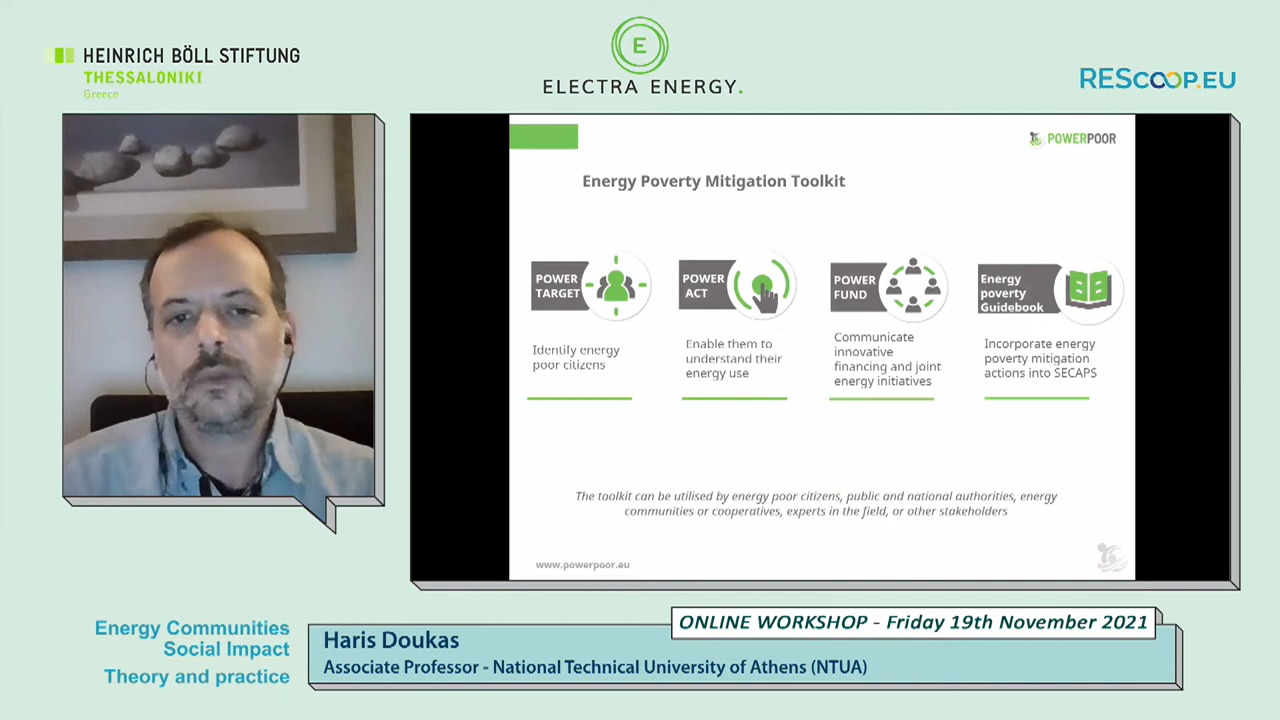 HEINRICH BÖLL STIFTUNG
THESSALONIKI
Greece
E
ELECTRA ENERGY.
REScoop.EU
POWERPOOR
Energy Poverty Mitigation Toolkit
POWER
TARGET
Identify energy
poor citizens
POWER
ACT
Enable them to
understand their
energy use
POWER
FUND
Communicate
innovative
financing and joint
energy initiatives
Energy
poverty
Guidebook
Incorporate energy
poverty mitigation
actions into SECAPS
The toolkit can be utilised by energy poor citizens, public and national authorities, energy
communities or cooperatives, experts in the field, or other stakeholders
www.powerpoor.eu
Energy Communities
Social Impact
Theory and practice
ONLINE WORKSHOP - Friday 19th November 2021
Haris Doukas
Associate Professor - National Technical University of Athens (NTUA)